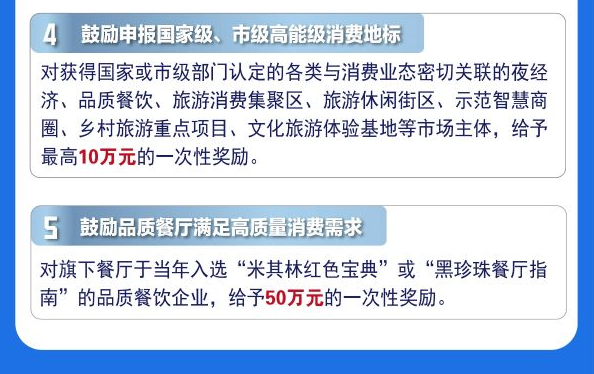 4 鼓励申报国家级、市级高能级消费地标
对获得国家或市级部门认定的各类与消费业态密切关联的夜经
济、品质餐饮、旅游消费集聚区、旅游休闲街区、示范智慧商
圈、乡村旅游重点项目、文化旅游体验基地等市场主体，给予
最高10万元的一次性奖励。
5 鼓励品质餐厅满足高质量消费需求
对旗下餐厅于当年入选“米其林红色宝典”或“黑珍珠餐厅指
南”的品质餐饮企业，给予50万元的一次性奖励。